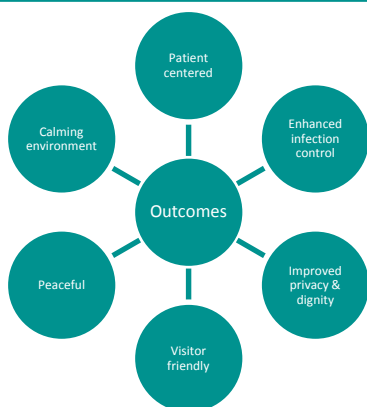 Patient
centered
Enhanced
infection
control
Calming
environment
Outcomes
Improved
privacy &
dignity
Peaceful
Visitor
friendly